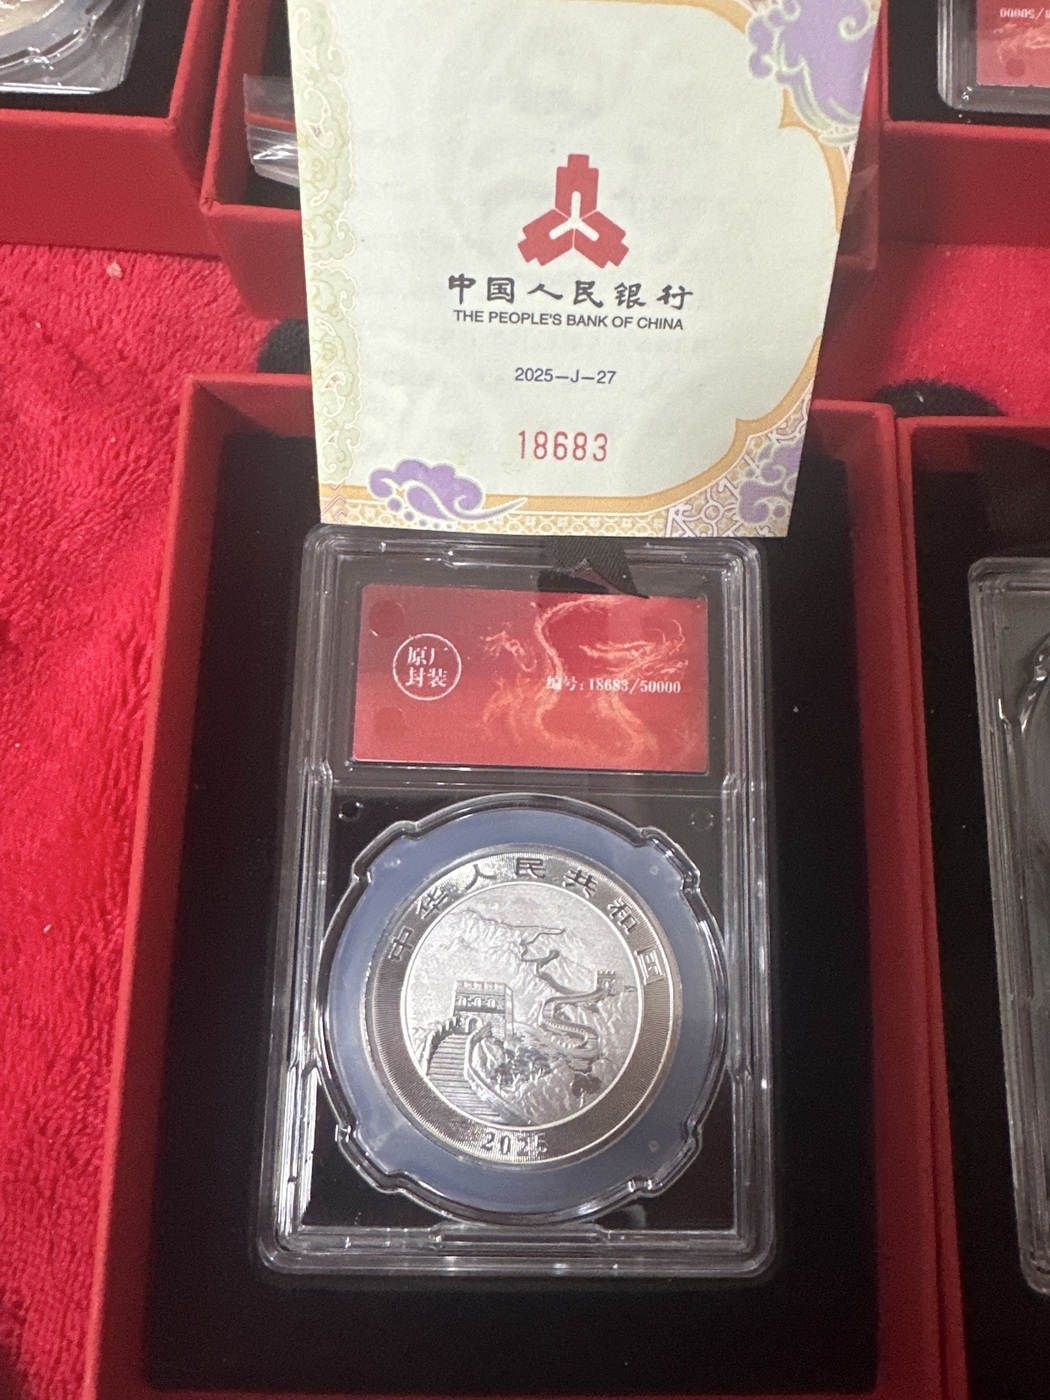 中国人民银行
THE PEOPLE'S BANK OF CHINA
2025—J—27
18683
原厂
封装
编号:18683/50000
中华人民共和国
2025